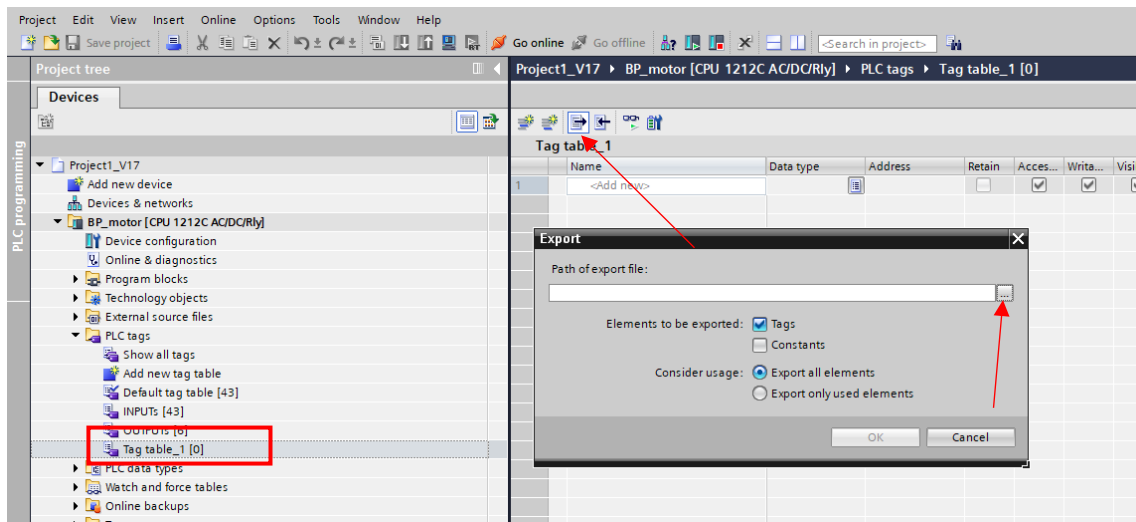 Project Edit View Insert Online Options Tools Window Help
Save project Go online Go offline <Search in project>
Project tree
Project1_V17 BP_motor [CPU 1212C AC/DC/Rly] PLC tags Tag table_1 [0]
Devices
PLC programming
Tag table_1
Name Data type Address Retain Acces... Writa... Visi
1 <Add new>
Project1_V17
Add new device
Devices & networks
BP_motor [CPU 1212C AC/DC/Rly]
Device configuration
Online & diagnostics
Program blocks
Technology objects
External source files
PLC tags
Show all tags
Add new tag table
Default tag table [43]
INPUTs [43]
OUTPUTs [6]
Tag table_1 [0]
PLC data types
Watch and force tables
Online backups
Export
Path of export file:
...
Elements to be exported: Tags
Constants
Consider usage: Export all elements
Export only used elements
OK Cancel